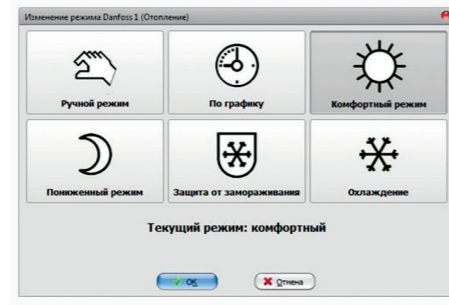 Изменение режима Danfoss 1 (Отопление)
Ручной режим
По графику
Комфортный режим
Пониженный режим
Защита от замораживания
Охлаждение
Текущий режим: комфортный
OK
Отмена